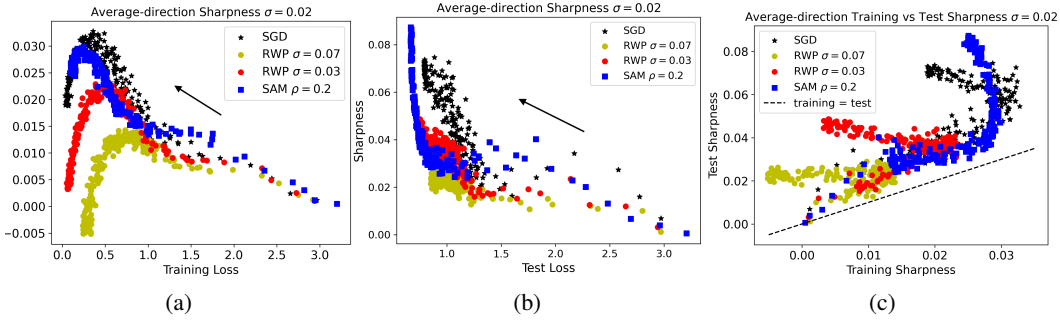 Average-direction Sharpness σ = 0.02
0.030
0.025
0.020
0.015
0.010
0.005
0.000
−0.005
0.0 0.5 1.0 1.5 2.0 2.5 3.0
Training Loss
SGD
RWP σ = 0.07
RWP σ = 0.03
SAM ρ = 0.2
(a)
Average-direction Sharpness σ = 0.02
Sharpness
0.08
0.06
0.04
0.02
0.00
1.0 1.5 2.0 2.5 3.0
Test Loss
SGD
RWP σ = 0.07
RWP σ = 0.03
SAM ρ = 0.2
(b)
Average-direction Training vs Test Sharpness σ = 0.02
Test Sharpness
0.08
0.06
0.04
0.02
0.00
0.00 0.01 0.02 0.03
Training Sharpness
SGD
RWP σ = 0.07
RWP σ = 0.03
SAM ρ = 0.2
training = test
(c)